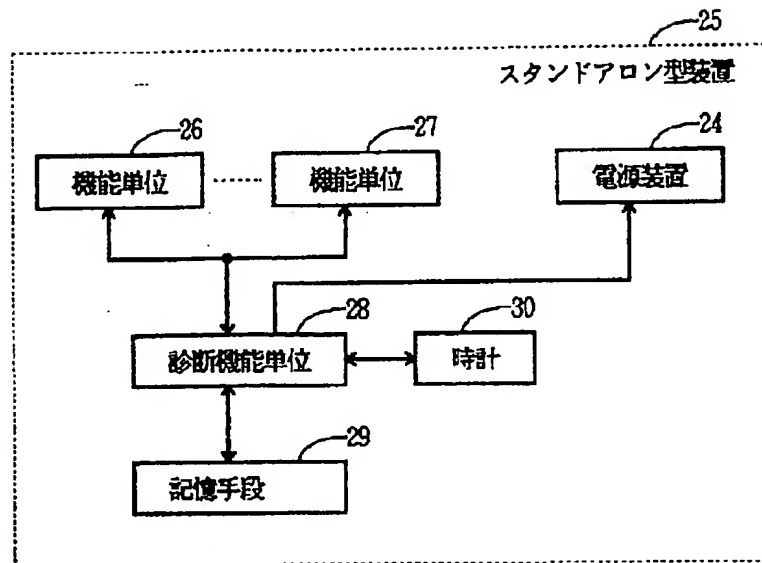 25
スタンドアロン型装置
26
27
24
機能単位
機能単位
電源装置
28
30
診断機能単位
時計
29
記憶手段